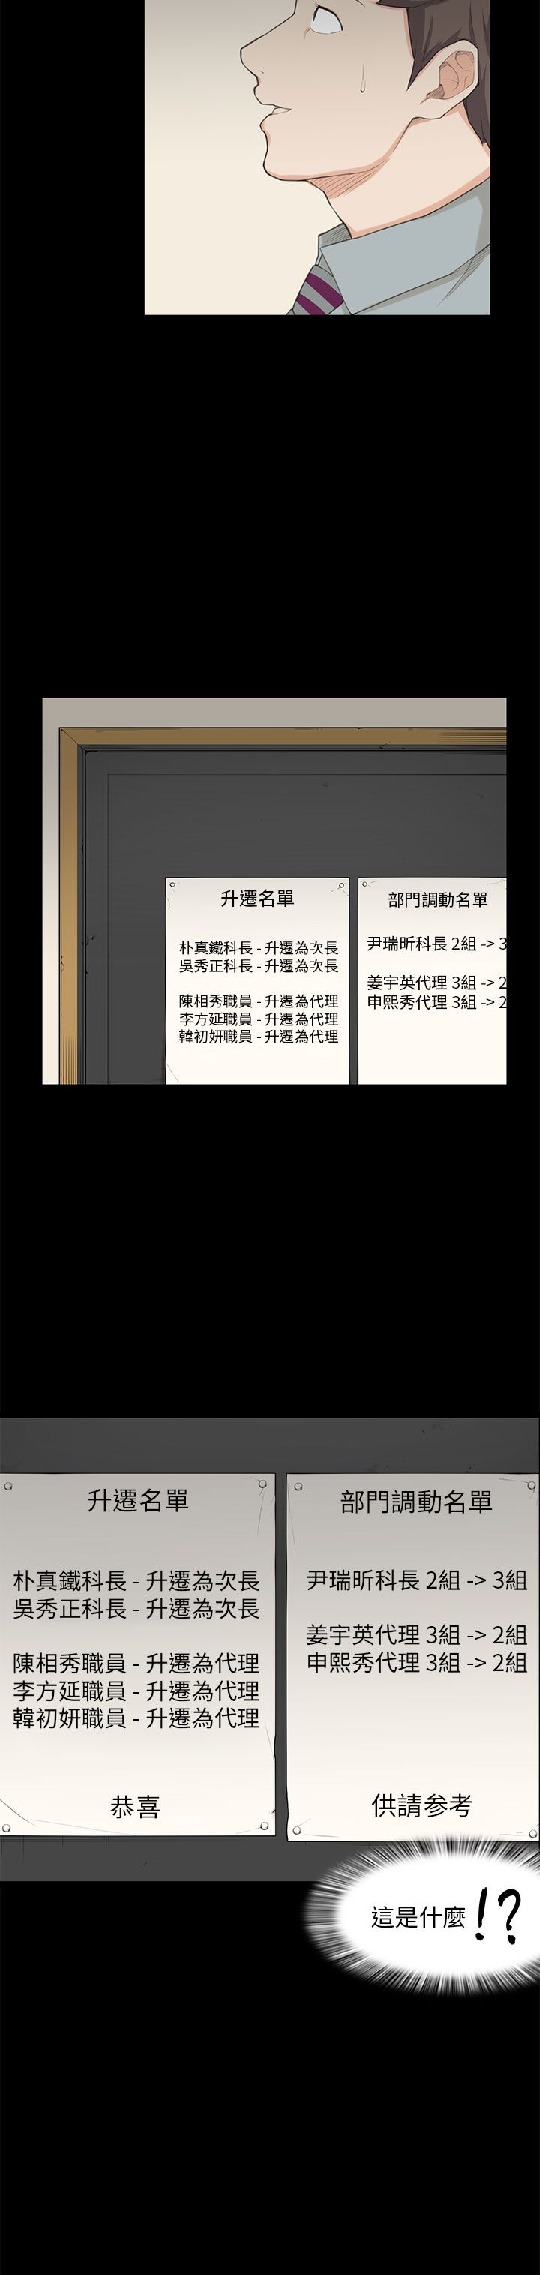 升遷名單
朴真鐵科長 - 升遷為次長
吳秀正科長 - 升遷為次長
陳相秀職員 - 升遷為代理
李方延職員 - 升遷為代理
韓初妍職員 - 升遷為代理
部門調動名單
尹瑞昕科長 2組 -> 3
姜宇英代理 3組 -> 2
申熙秀代理 3組 -> 2
升遷名單
朴真鐵科長 - 升遷為次長
吳秀正科長 - 升遷為次長
陳相秀職員 - 升遷為代理
李方延職員 - 升遷為代理
韓初妍職員 - 升遷為代理
恭喜
部門調動名單
尹瑞昕科長 2組 -> 3組
姜宇英代理 3組 -> 2組
申熙秀代理 3組 -> 2組
供請參考
這是什麼!?